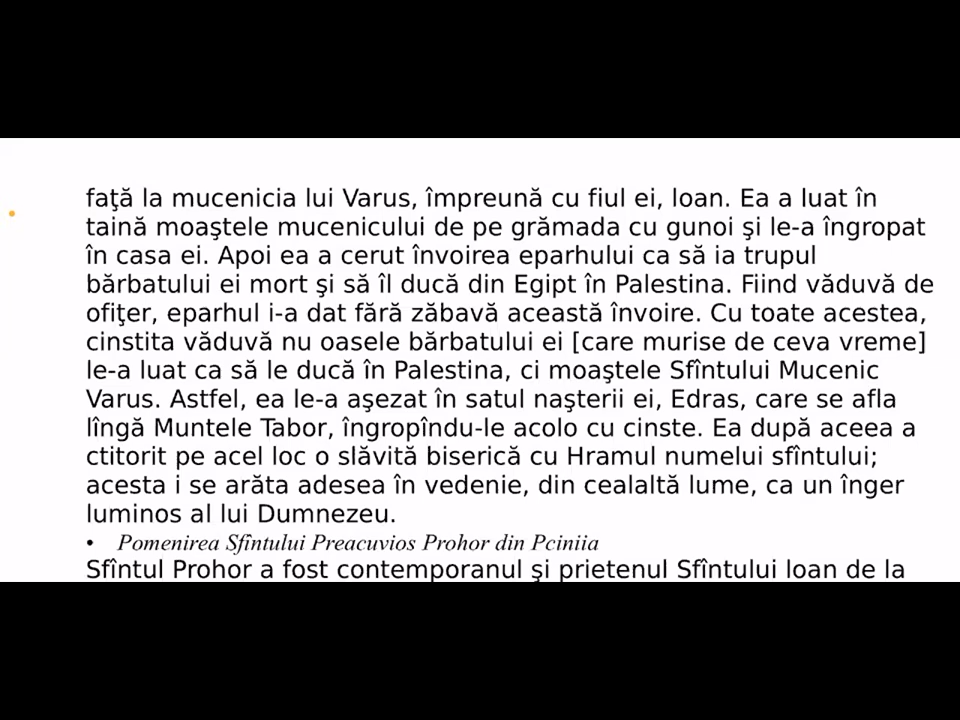 faţă la mucenicia lui Varus, împreună cu fiul ei, Ioan. Ea a luat în
taină moaştele mucenicului de pe grămada cu gunoi şi le-a îngropat
în casa ei. Apoi ea a cerut învoirea eparhului ca să ia trupul
bărbatului ei mort şi să îl ducă din Egipt în Palestina. Fiind văduvă de
ofiţer, eparhul i-a dat fără zăbavă această învoire. Cu toate acestea,
cinstita văduvă nu oasele bărbatului ei [care murise de ceva vreme]
le-a luat ca să le ducă în Palestina, ci moaştele Sfîntului Mucenic
Varus. Astfel, ea le-a aşezat în satul naşterii ei, Edras, care se afla
lîngă Muntele Tabor, îngropîndu-le acolo cu cinste. Ea după aceea a
ctitorit pe acel loc o slăvită biserică cu Hramul numelui sfîntului;
acesta i se arăta adesea în vedenie, din cealaltă lume, ca un înger
luminos al lui Dumnezeu.
• Pomenirea Sfîntului Preacuvios Prohor din Pciniia
Sfîntul Prohor a fost contemporanul şi prietenul Sfîntului Ioan de la